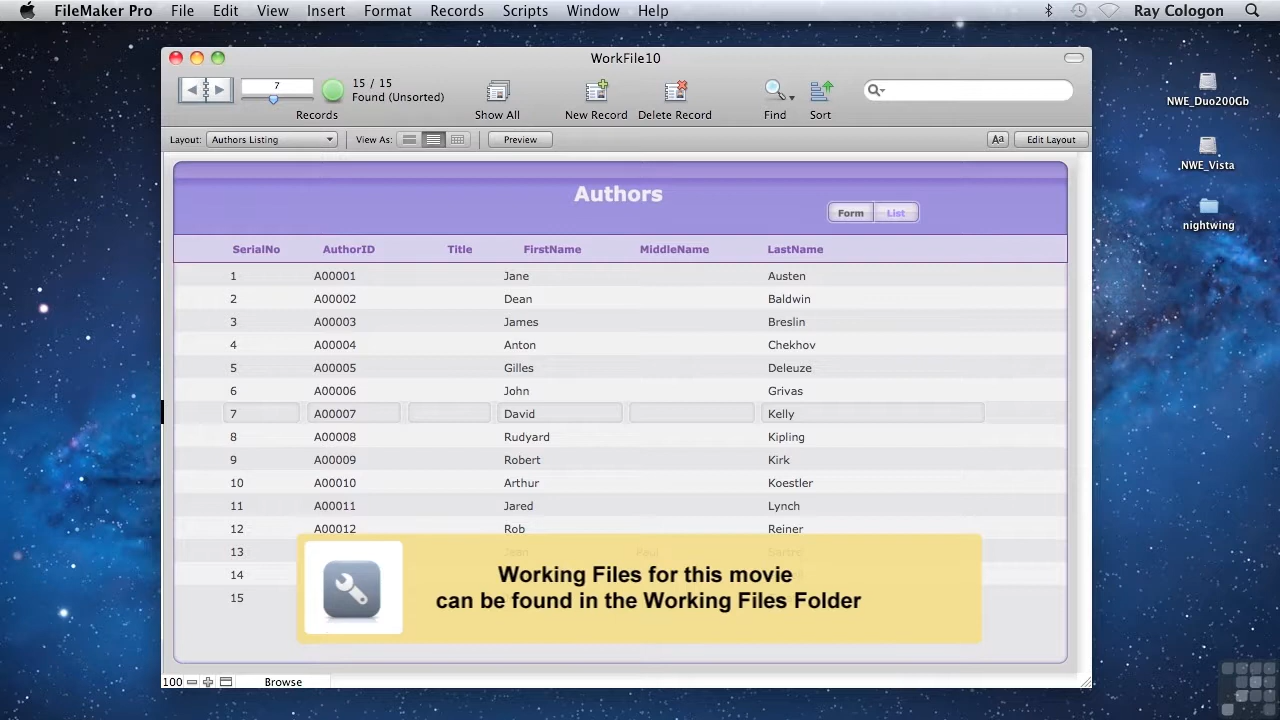 FileMaker Pro File Edit View Insert Format Records Scripts Window Help Ray Cologon
WorkFile10
7 15 / 15
Found (Unsorted)
Records Show All New Record Delete Record Find Sort
Layout: Authors Listing View As: Preview Aa Edit Layout
NWE_Duo200Gb
NWE_Vista
nightwing
Authors
Form List
SerialNo AuthorID Title FirstName MiddleName LastName
1 A00001 Jane Austen
2 A00002 Dean Baldwin
3 A00003 James Breslin
4 A00004 Anton Chekhov
5 A00005 Gilles Deleuze
6 A00006 John Grivas
7 A00007 David Kelly
8 A00008 Rudyard Kipling
9 A00009 Robert Kirk
10 A00010 Arthur Koestler
11 A00011 Jared Lynch
12 A00012 Rob Reiner
13 Jean Paul Sartre
14
15
Working Files for this movie
can be found in the Working Files Folder
100 Browse